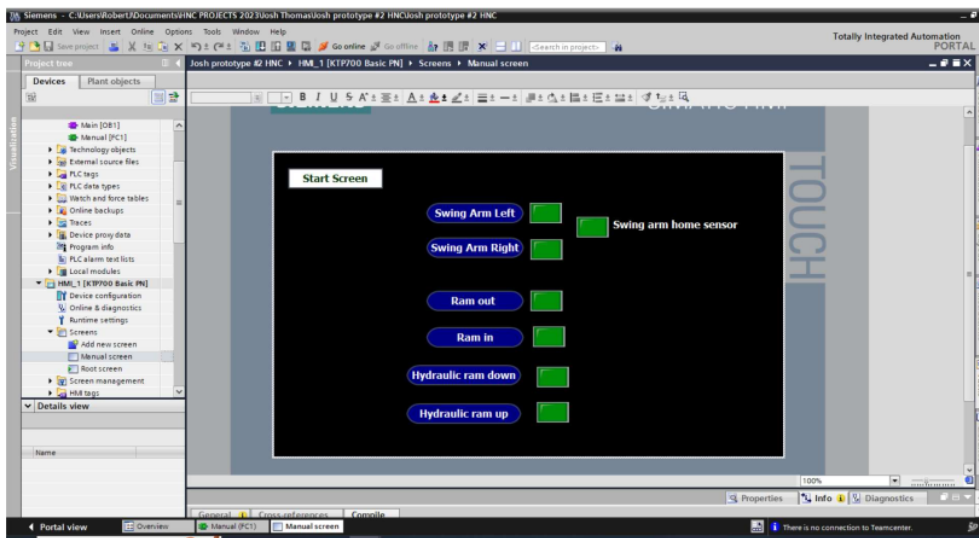 Siemens - C:\Users\RobertJ\Documents\HNC PROJECTS 2023\Josh Thomas\Josh prototype #2 HNC\Josh prototype #2 HNC
Project Edit View Insert Online Options Tools Window Help
Totally Integrated Automation
PORTAL
Save project
Go online
Go offline
<Search in project>
Project tree
Josh prototype #2 HNC ▸ HMI_1 [KTP700 Basic PN] ▸ Screens ▸ Manual screen
Devices
Plant objects
Visualization
Main [OB1]
Manual [FC1]
Technology objects
External source files
PLC tags
PLC data types
Watch and force tables
Online backups
Traces
Device proxy data
Program info
PLC alarm text lists
Local modules
HMI_1 [KTP700 Basic PN]
Device configuration
Online & diagnostics
Runtime settings
Screens
Add new screen
Manual screen
Root screen
Screen management
HMI tags
Details view
Name
B I U S
TOUCH
Start Screen
Swing Arm Left
Swing arm home sensor
Swing Arm Right
Ram out
Ram in
Hydraulic ram down
Hydraulic ram up
100%
Properties
Info
Diagnostics
General
Cross-references
Compile
Portal view
Overview
Manual (FC1)
Manual screen
There is no connection to Teamcenter.